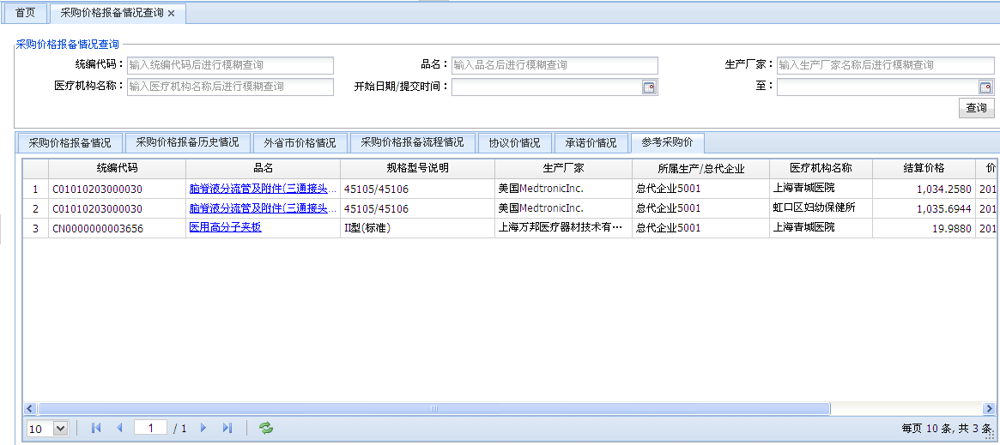 首页 采购价格报备情况查询
采购价格报备情况查询
统编代码： 输入统编代码后进行模糊查询 品名： 输入品名后进行模糊查询 生产厂家： 输入生产厂家名称后进行模糊查询
医疗机构名称： 输入医疗机构名称后进行模糊查询 开始日期/提交时间： 至：
查询
采购价格报备情况 采购价格报备历史情况 外省市价格情况 采购价格报备流程情况 协议价情况 承诺价情况 参考采购价
统编代码 品名 规格型号说明 生产厂家 所属生产/总代企业 医疗机构名称 结算价格 价
1 C01010203000030 脑脊液分流管及附件(三通接头... 45105/45106 美国MedtronicInc. 总代企业5001 上海青城医院 1,034.2580 201
2 C01010203000030 脑脊液分流管及附件(三通接头... 45105/45106 美国MedtronicInc. 总代企业5001 虹口区妇幼保健所 1,035.6944 201
3 CN0000000003656 医用高分子夹板 II型(标准) 上海万邦医疗器材技术有... 总代企业5001 上海青城医院 19.9880 201
10 1 / 1 每页 10 条, 共 3 条